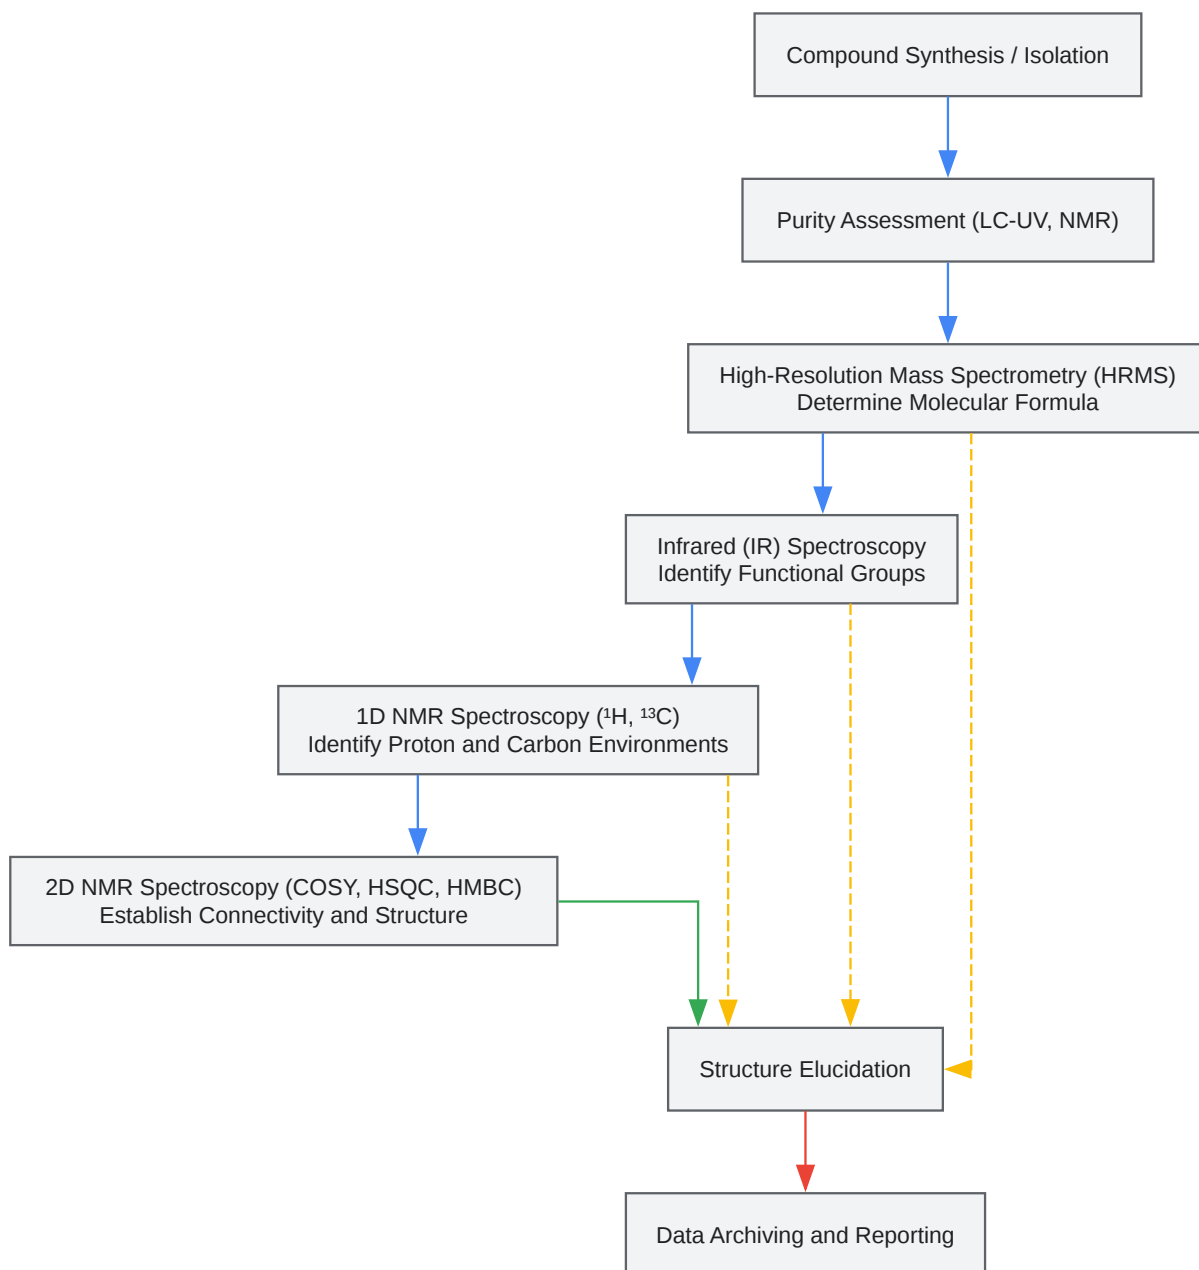 Compound Synthesis / Isolation
Purity Assessment (LC-UV, NMR)
High-Resolution Mass Spectrometry (HRMS)
Determine Molecular Formula
Infrared (IR) Spectroscopy
Identify Functional Groups
1D NMR Spectroscopy (¹H, ¹³C)
Identify Proton and Carbon Environments
2D NMR Spectroscopy (COSY, HSQC, HMBC)
Establish Connectivity and Structure
Structure Elucidation
Data Archiving and Reporting